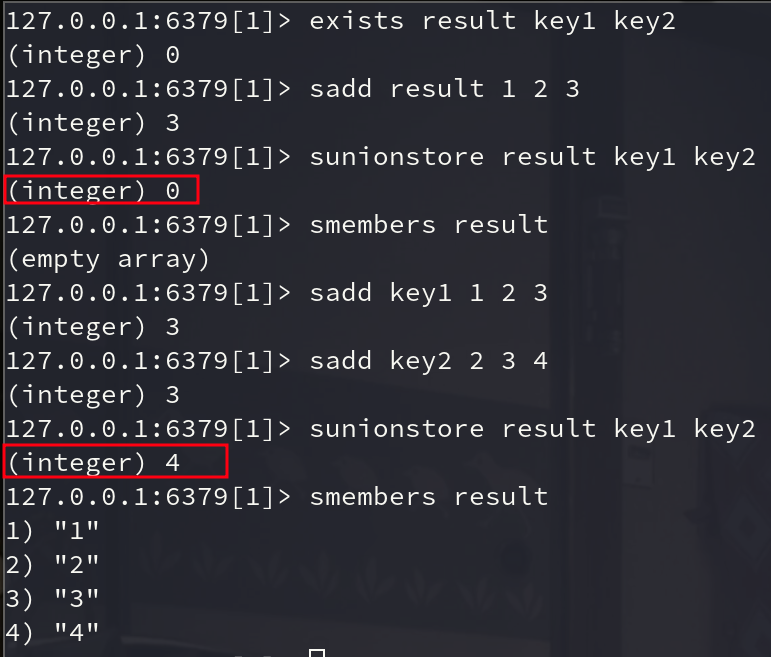 127.0.0.1:6379[1]> exists result key1 key2
(integer) 0
127.0.0.1:6379[1]> sadd result 1 2 3
(integer) 3
127.0.0.1:6379[1]> sunionstore result key1 key2
(integer) 0
127.0.0.1:6379[1]> smembers result
(empty array)
127.0.0.1:6379[1]> sadd key1 1 2 3
(integer) 3
127.0.0.1:6379[1]> sadd key2 2 3 4
(integer) 3
127.0.0.1:6379[1]> sunionstore result key1 key2
(integer) 4
127.0.0.1:6379[1]> smembers result
1) "1"
2) "2"
3) "3"
4) "4"